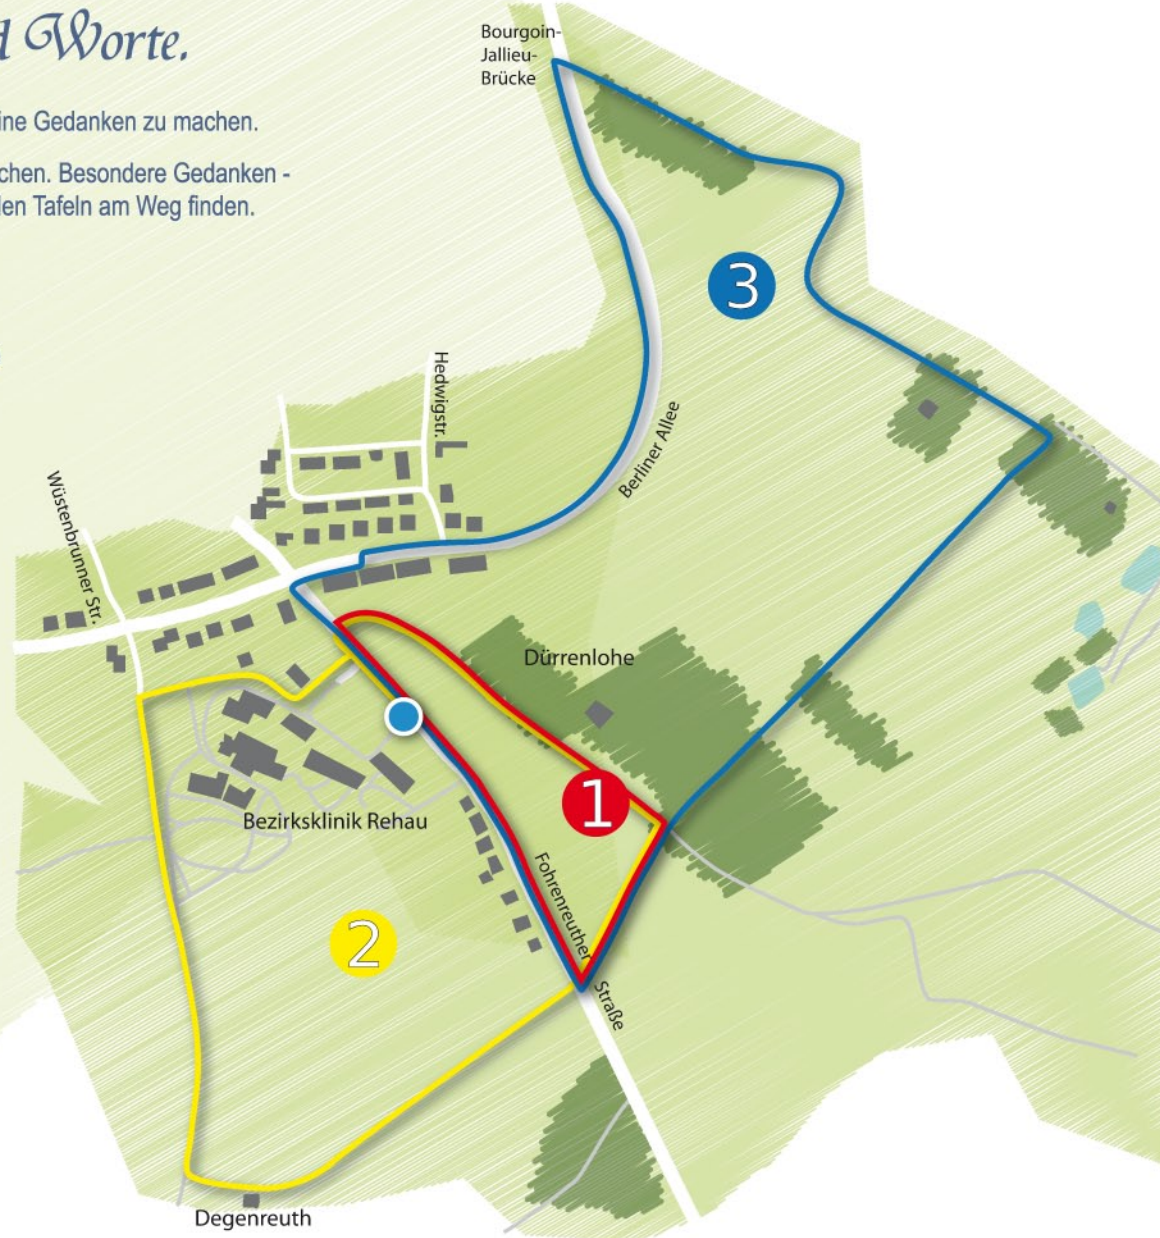 d Worte.
ine Gedanken zu machen.
chen. Besondere Gedanken -
den Tafeln am Weg finden.
Bourgoin-
Jallieu-
Brücke
3
Hedwigstr.
Berliner Allee
Wüstenbrunner Str.
Dürrenlohe
1
Bezirksklinik Rehau
Fohrenreuther
Straße
2
Degenreuth